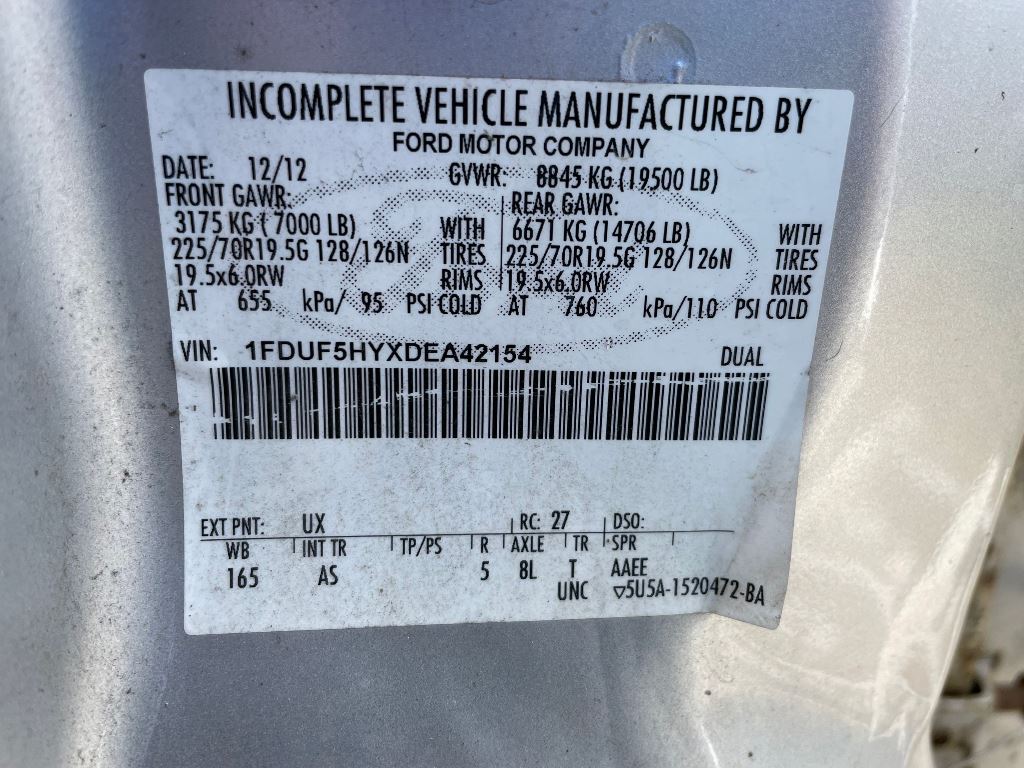 INCOMPLETE VEHICLE MANUFACTURED BY
FORD MOTOR COMPANY
DATE: 12/12 GVWR: 8845 KG (19500 LB)
FRONT GAWR: REAR GAWR:
3175 KG ( 7000 LB) WITH 6671 KG (14706 LB) WITH
225/70R19.5G 128/126N TIRES 225/70R19.5G 128/126N TIRES
19.5x6.0RW RIMS 19.5x6.0RW RIMS
AT 655 kPa/ 95 PSI COLD AT 760 kPa/110 PSI COLD
VIN: 1FDUF5HYXDEA42154 DUAL
EXT PNT: UX RC: 27 DSO:
WB INT TR TP/PS R AXLE TR SPR
165 AS 5 8L T AAEE
UNC ▽5U5A-1520472-BA